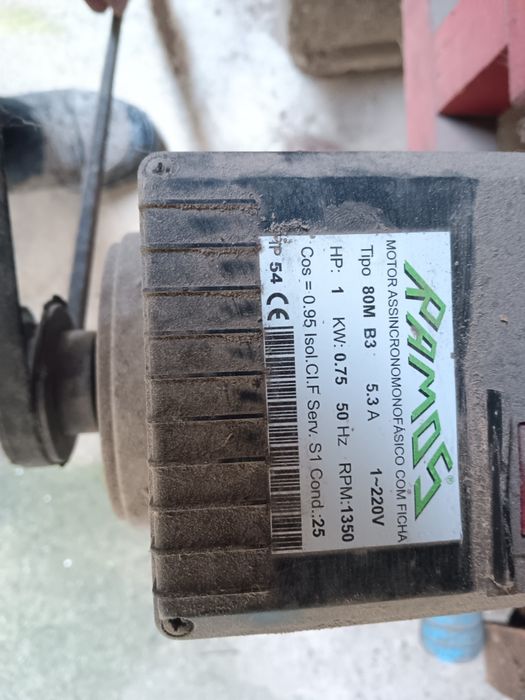 RAMOS®
MOTOR ASSINCRONOMONOFÁSICO COM FICHA
Tipo 80M B3 5.3 A 1~220V
HP: 1 KW: 0.75 50 Hz RPM:1350
Cos = 0.95 Isol.Cl.F Serv. S1 Cond.:25
IP 54 CE